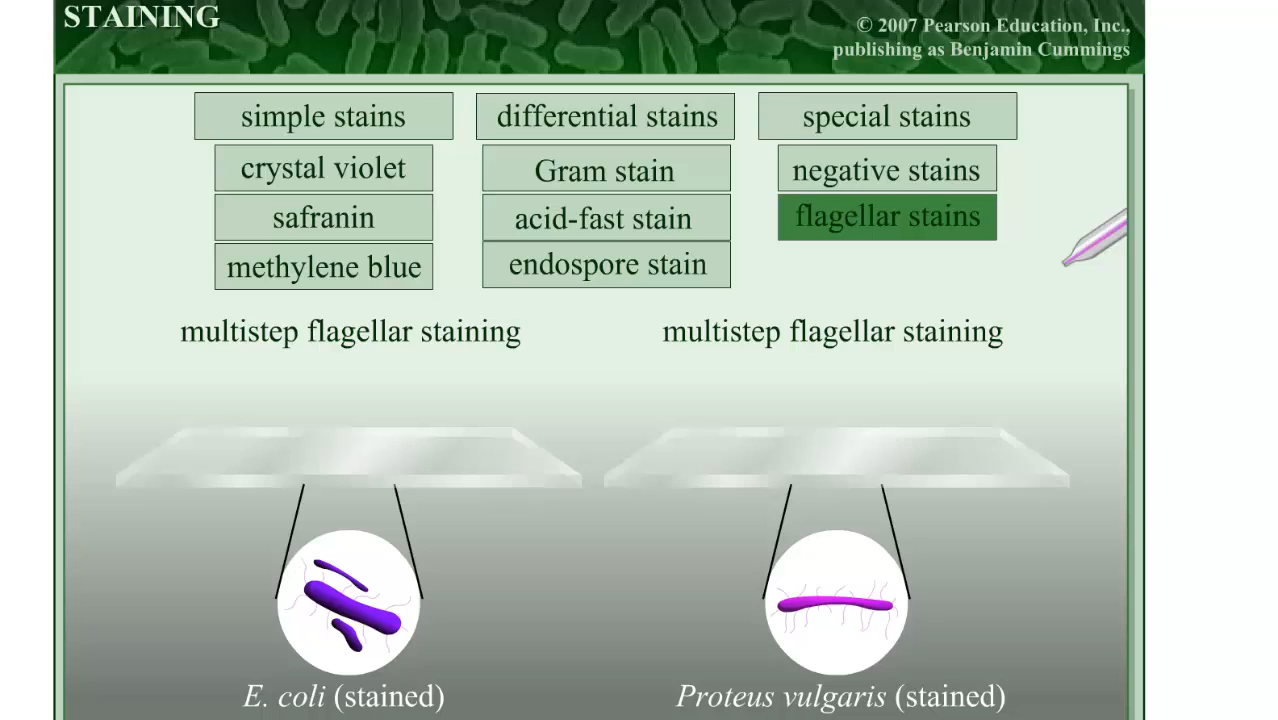 STAINING
© 2007 Pearson Education, Inc.,
publishing as Benjamin Cummings
simple stains
differential stains
special stains
crystal violet
Gram stain
negative stains
safranin
acid-fast stain
flagellar stains
methylene blue
endospore stain
multistep flagellar staining
multistep flagellar staining
E. coli (stained)
Proteus vulgaris (stained)